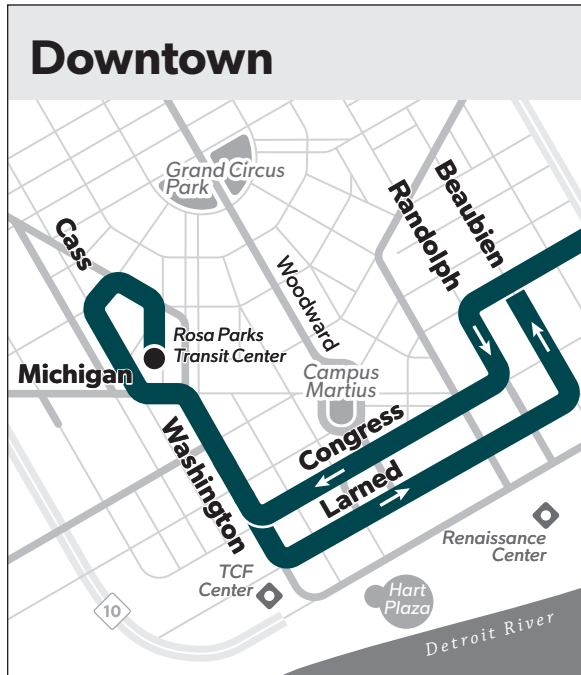 Downtown
Grand Circus
Park
Beaubien
Randolph
Cass
Woodward
Rosa Parks
Transit Center
Michigan
Campus
Martius
Congress
Washington
Larned
Renaissance
Center
TCF
Center
Hart
Plaza
10
Detroit River